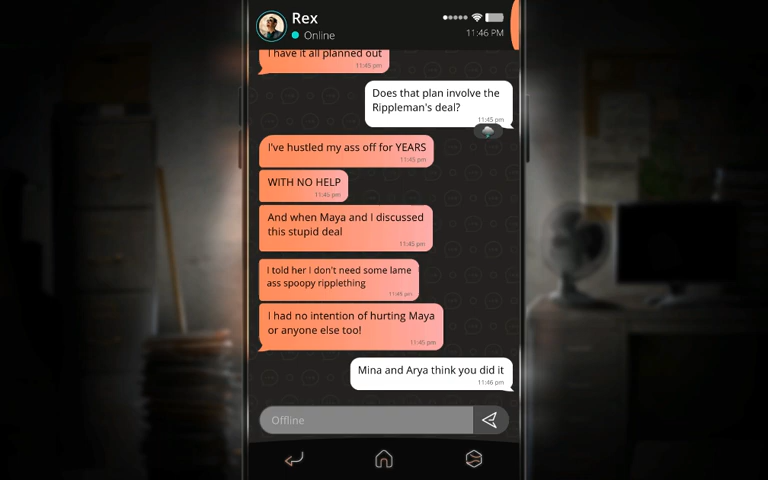 Rex
Online
11:46 PM
I have it all planned out
11:45 pm
Does that plan involve the
Rippleman's deal?
11:45 pm
I've hustled my ass off for YEARS
11:45 pm
WITH NO HELP
11:45 pm
And when Maya and I discussed
this stupid deal
11:45 pm
I told her I don't need some lame
ass spoopy ripplething
11:45 pm
I had no intention of hurting Maya
or anyone else too!
11:45 pm
Mina and Arya think you did it
11:46 pm
Offline